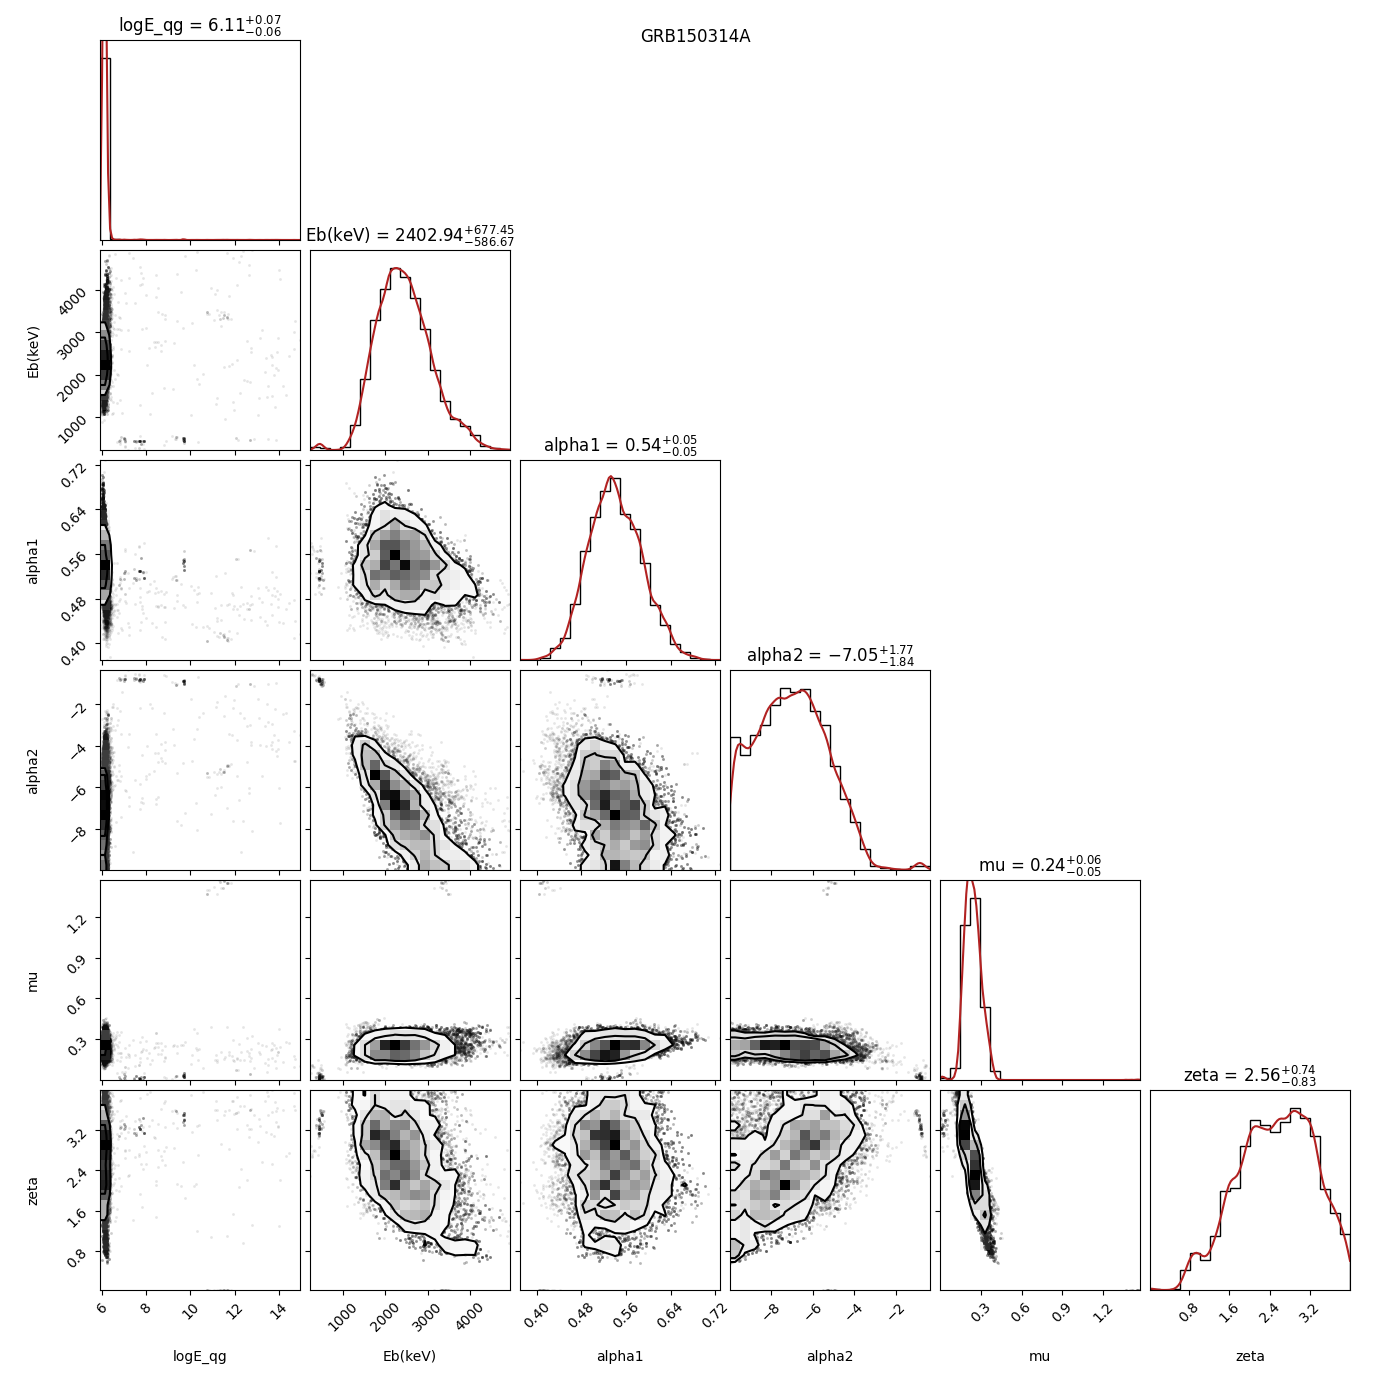 GRB150314A
logE_qg = 6.11+0.07 −0.06
Eb(keV) = 2402.94+677.45 −586.67
Eb(keV)
4000
3000
2000
1000
alpha1 = 0.54+0.05 −0.05
alpha1
0.72
0.64
0.56
0.48
0.40
alpha2 = −7.05+1.77 −1.84
alpha2
−2
−4
−6
−8
mu = 0.24+0.06 −0.05
mu
1.2
0.9
0.6
0.3
zeta = 2.56+0.74 −0.83
zeta
3.2
2.4
1.6
0.8
6 8 10 12 14
1000 2000 3000 4000
0.40 0.48 0.56 0.64 0.72
−8 −6 −4 −2
0.3 0.6 0.9 1.2
0.8 1.6 2.4 3.2
logE_qg Eb(keV) alpha1 alpha2 mu zeta